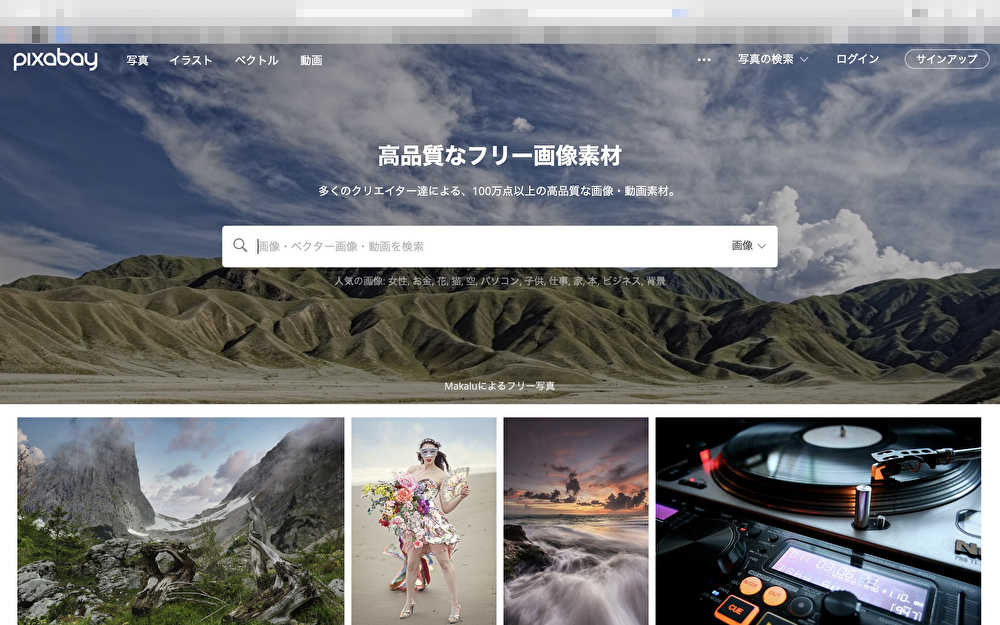 pixabay 写真 イラスト ベクトル 動画 ••• 写真の検索 ログイン サインアップ
高品質なフリー画像素材
多くのクリエイター達による、100万点以上の高品質な画像・動画素材。
画像・ベクター画像・動画を検索 画像
人気の画像: 女性, お金, 花, 猫, 空, パソコン, 子供, 仕事, 家, 本, ビジネス, 背景
Makaluによるフリー写真
CUE